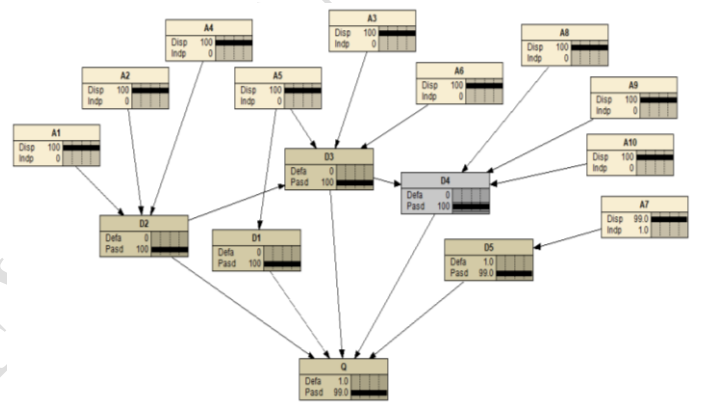 A3
Disp 100
Indp 0
A4
Disp 100
Indp 0
A8
Disp 100
Indp 0
A2
Disp 100
Indp 0
A5
Disp 100
Indp 0
A6
Disp 100
Indp 0
A9
Disp 100
Indp 0
A1
Disp 100
Indp 0
A10
Disp 100
Indp 0
D3
Defa 0
Pasd 100
D4
Defa 0
Pasd 100
A7
Disp 99.0
Indp 1.0
D2
Defa 0
Pasd 100
D1
Defa 0
Pasd 100
D5
Defa 1.0
Pasd 99.0
Q
Defa 1.0
Pasd 99.0